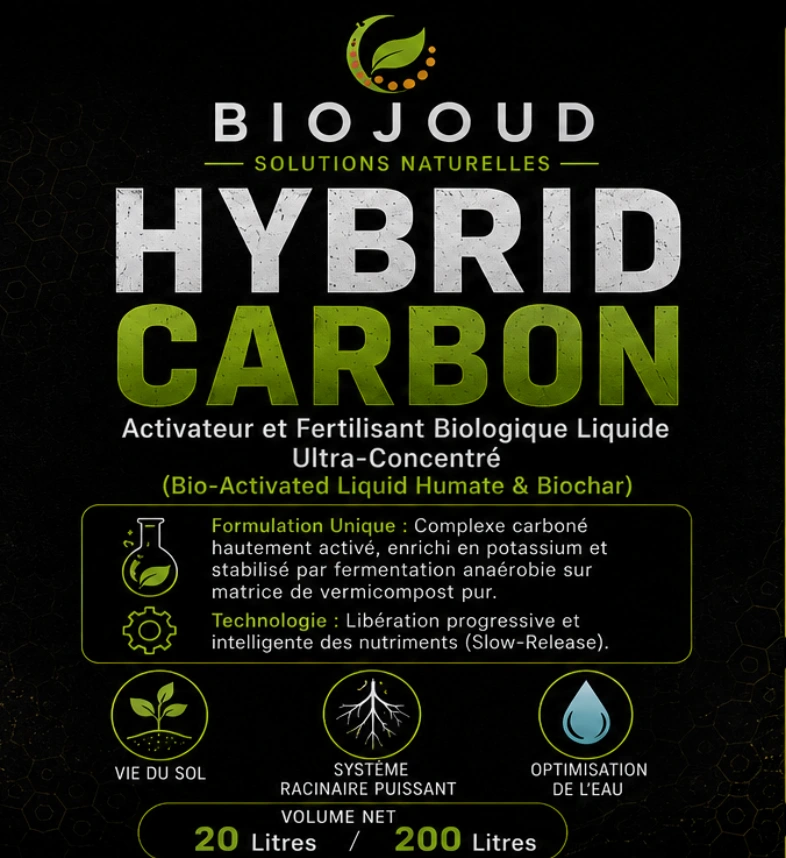 BIOJOUD
SOLUTIONS NATURELLES
HYBRID
CARBON
Activateur et Fertilisant Biologique Liquide
Ultra-Concentré
(Bio-Activated Liquid Humate & Biochar)
Formulation Unique : Complexe carboné
hautement activé, enrichi en potassium et
stabilisé par fermentation anaérobie sur
matrice de vermicompost pur.
Technologie : Libération progressive et
intelligente des nutriments (Slow-Release).
VIE DU SOL
SYSTÈME
RACINAIRE PUISSANT
OPTIMISATION
DE L'EAU
VOLUME NET
20 Litres / 200 Litres